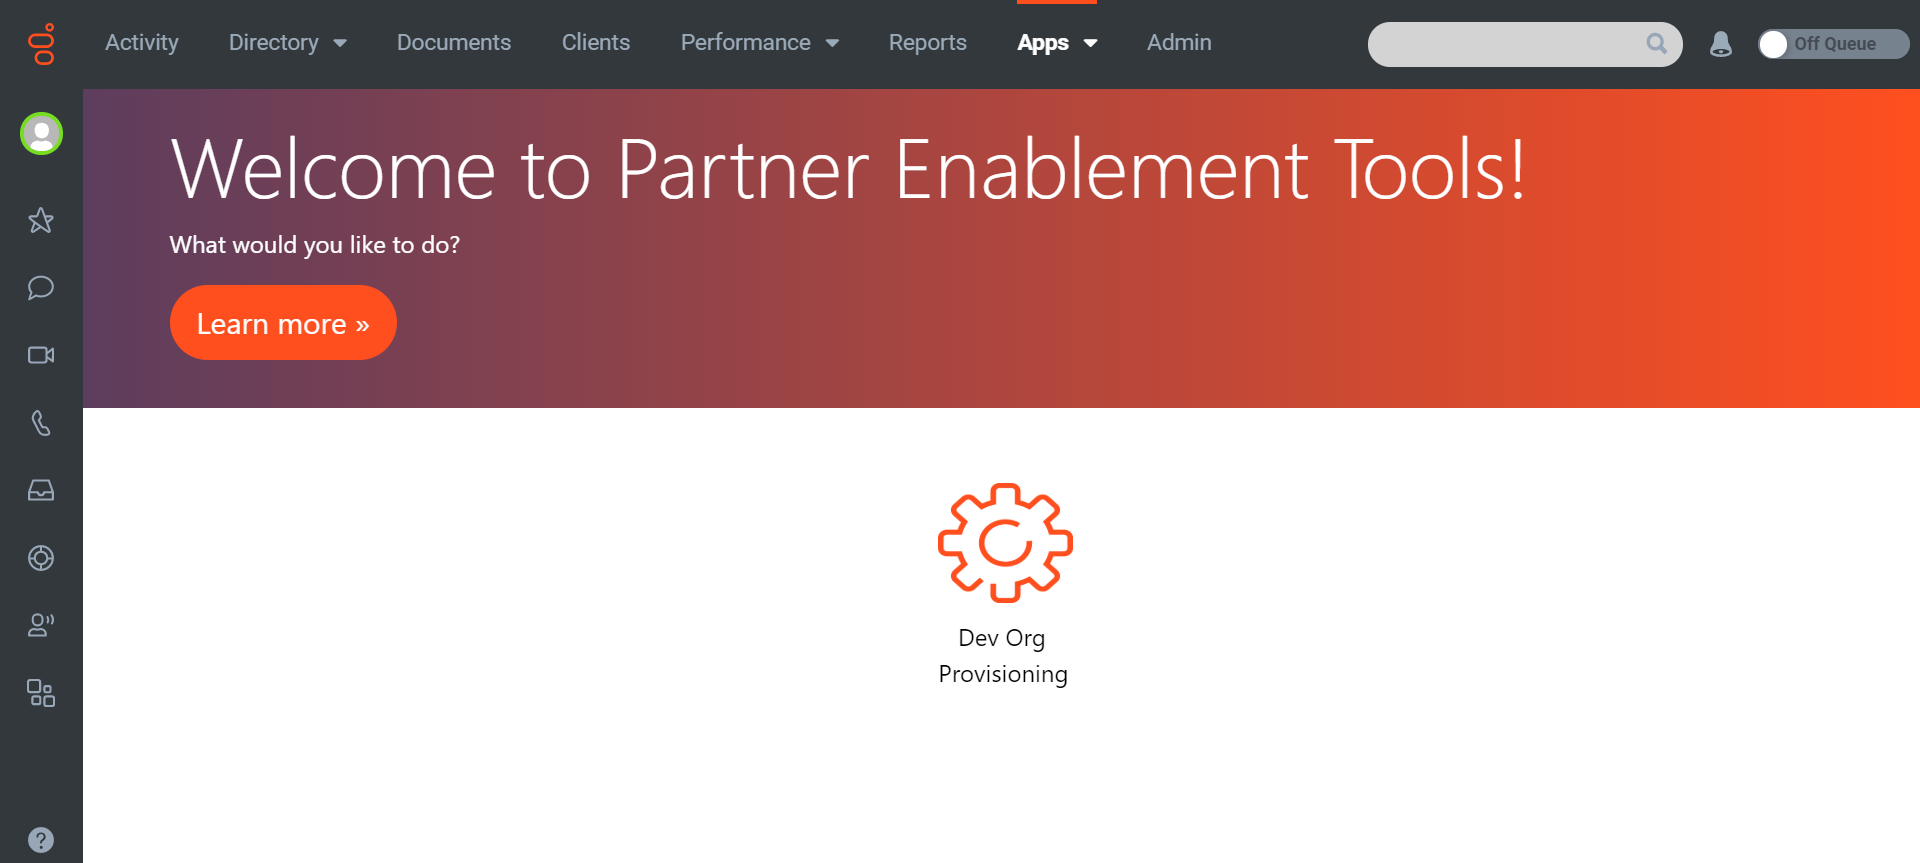 Activity Directory Documents Clients Performance Reports Apps Admin Off Queue
Welcome to Partner Enablement Tools!
What would you like to do?
Learn more »
Dev Org
Provisioning
?